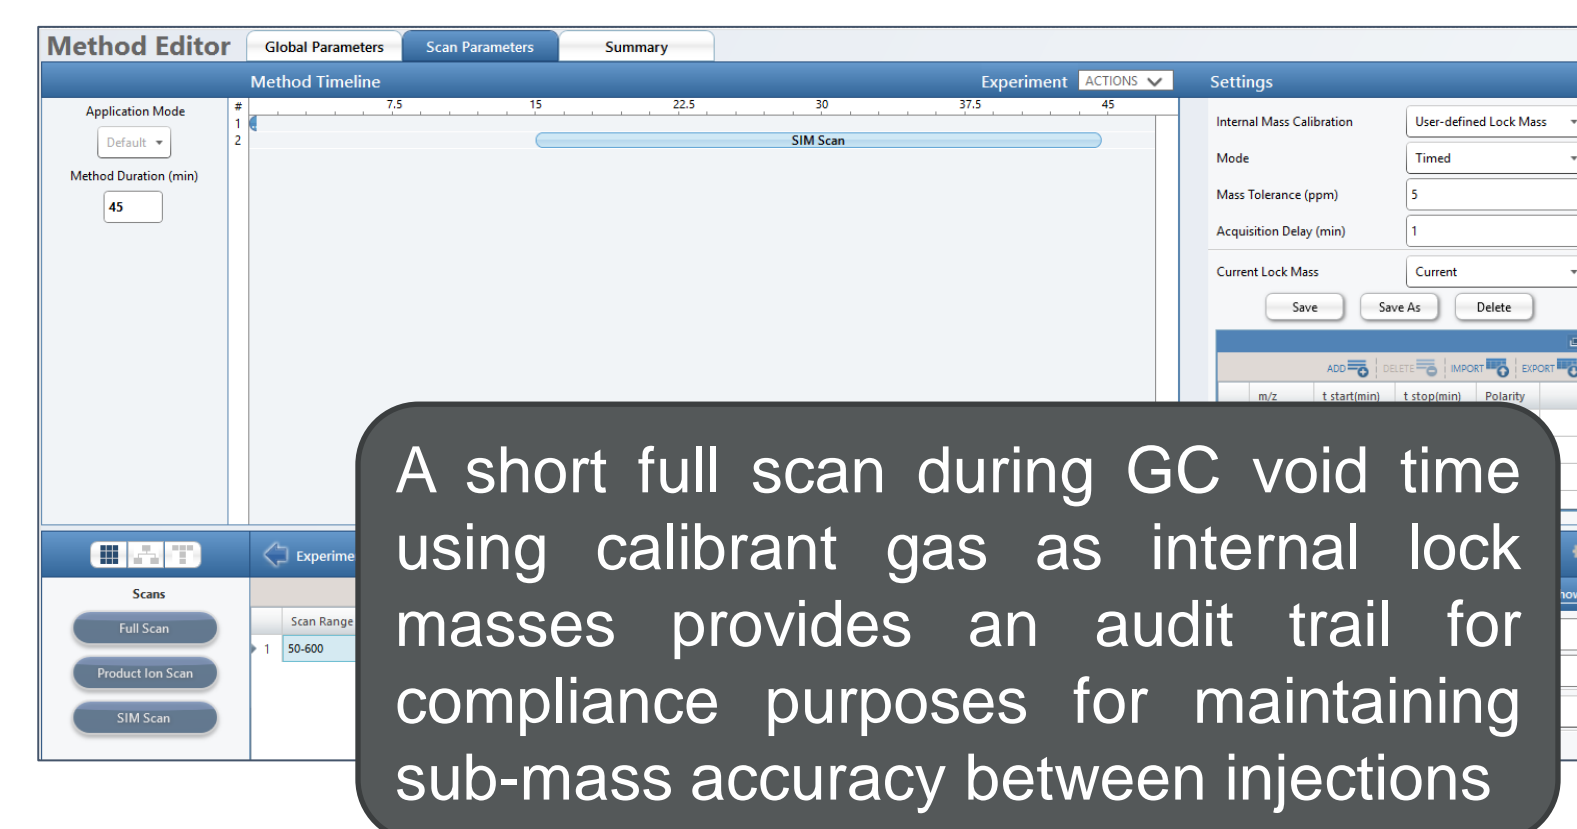 Method Editor
Global Parameters
Scan Parameters
Summary
Method Timeline
Experiment
ACTIONS
Settings
Application Mode
Default
Method Duration (min)
45
#
7.5
15
22.5
30
37.5
45
1
2
SIM Scan
Internal Mass Calibration
User-defined Lock Mass
Mode
Timed
Mass Tolerance (ppm)
5
Acquisition Delay (min)
1
Current Lock Mass
Current
Save
Save As
Delete
ADD
DELETE
IMPORT
EXPORT
m/z
t start(min)
t stop(min)
Polarity
A short full scan during GC void time
using calibrant gas as internal lock
masses provides an audit trail for
compliance purposes for maintaining
sub-mass accuracy between injections
Scans
Full Scan
Product Ion Scan
SIM Scan
Experime
Scan Range
1
50-600